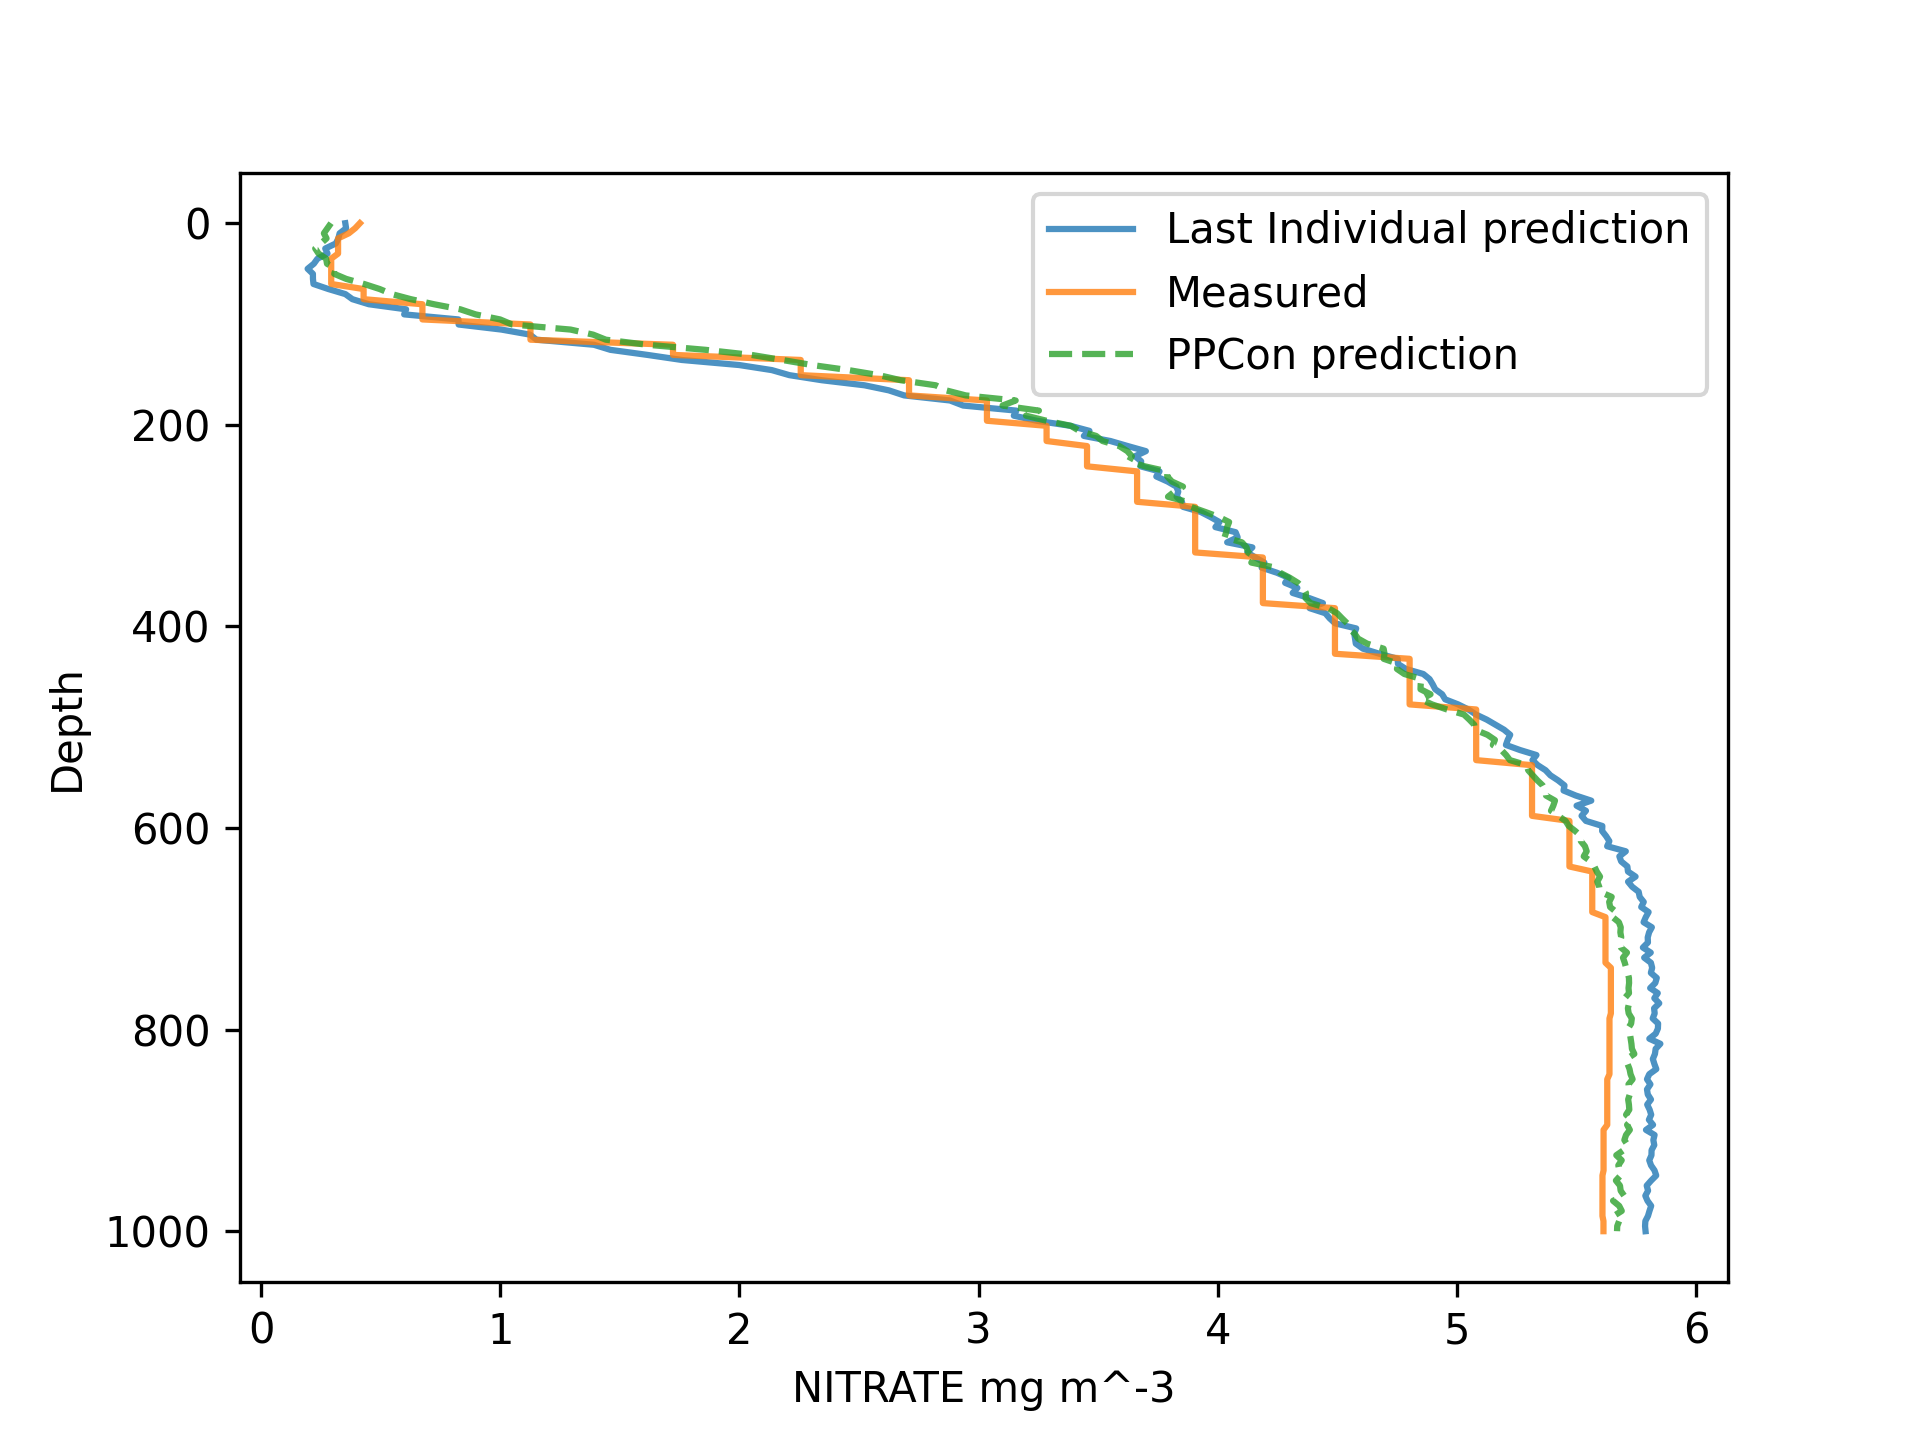 Last Individual prediction
Measured
PPCon prediction
0
200
400
600
800
1000
Depth
0 1 2 3 4 5 6
NITRATE mg m^-3